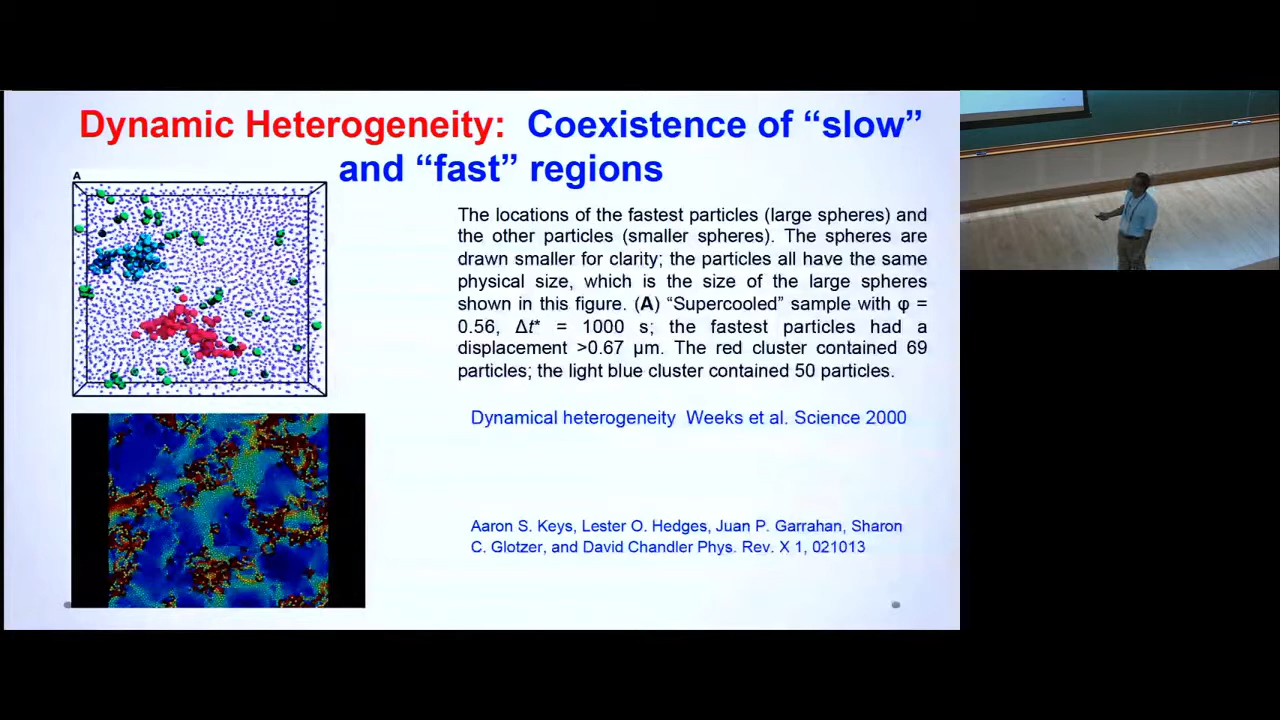 Dynamic Heterogeneity: Coexistence of “slow”
and “fast” regions
A
The locations of the fastest particles (large spheres) and
the other particles (smaller spheres). The spheres are
drawn smaller for clarity; the particles all have the same
physical size, which is the size of the large spheres
shown in this figure. (A) “Supercooled” sample with φ =
0.56, Δt* = 1000 s; the fastest particles had a
displacement >0.67 μm. The red cluster contained 69
particles; the light blue cluster contained 50 particles.
Dynamical heterogeneity Weeks et al. Science 2000
Aaron S. Keys, Lester O. Hedges, Juan P. Garrahan, Sharon
C. Glotzer, and David Chandler Phys. Rev. X 1, 021013